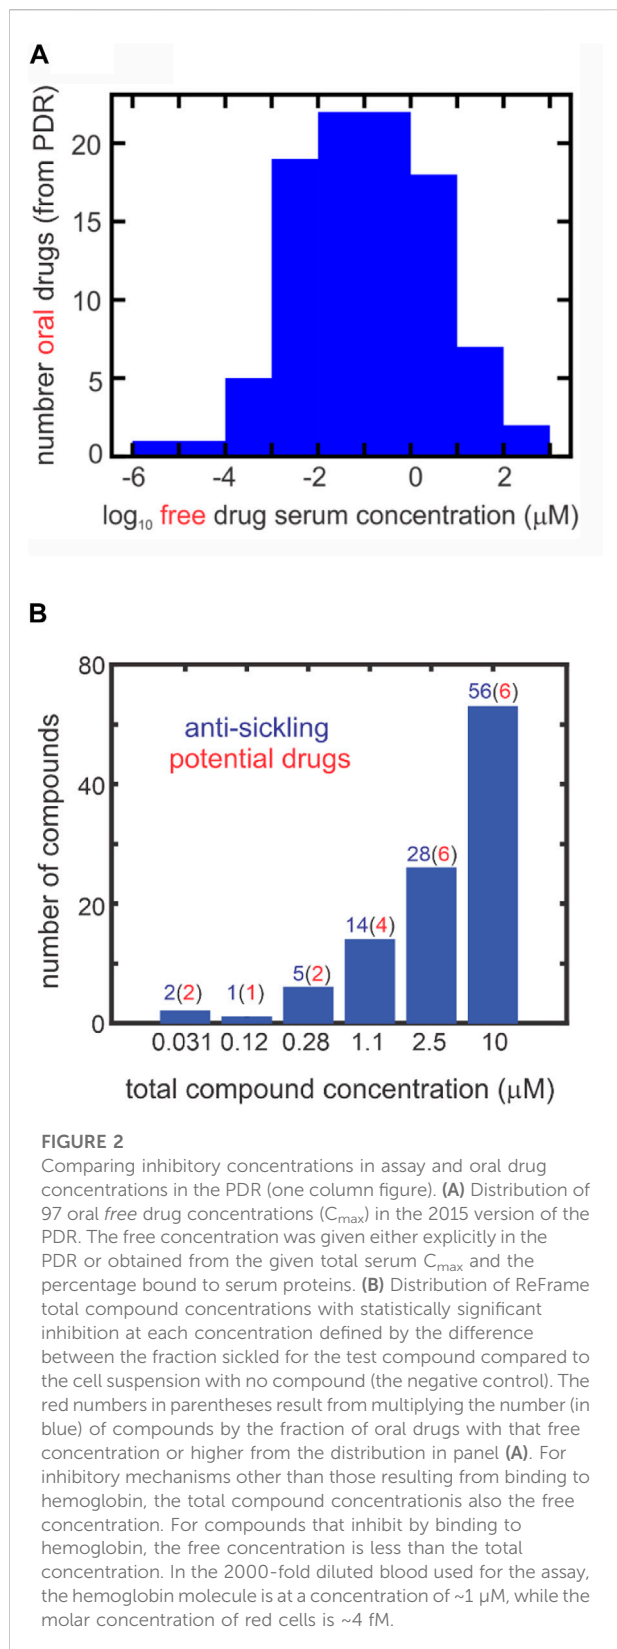 A
numbrer oral drugs (from PDR)
20
15
10
5
0
-6 -4 -2 0 2
log₁₀ free drug serum concentration (μM)
B
number of compounds
80
40
20
0
anti-sickling
potential drugs
2(2) 1(1) 5(2) 14(4) 28(6) 56(6)
0.031 0.12 0.28 1.1 2.5 10
total compound concentration (μM)
FIGURE 2
Comparing inhibitory concentrations in assay and oral drug
concentrations in the PDR (one column figure). (A) Distribution of
97 oral free drug concentrations (Cmax) in the 2015 version of the
PDR. The free concentration was given either explicitly in the
PDR or obtained from the given total serum Cmax and the
percentage bound to serum proteins. (B) Distribution of ReFrame
total compound concentrations with statistically significant
inhibition at each concentration defined by the difference
between the fraction sickled for the test compound compared to
the cell suspension with no compound (the negative control). The
red numbers in parentheses result from multiplying the number (in
blue) of compounds by the fraction of oral drugs with that free
concentration or higher from the distribution in panel (A). For
inhibitory mechanisms other than those resulting from binding to
hemoglobin, the total compound concentrationis also the free
concentration. For compounds that inhibit by binding to
hemoglobin, the free concentration is less than the total
concentration. In the 2000-fold diluted blood used for the assay,
the hemoglobin molecule is at a concentration of ~1 μM, while the
molar concentration of red cells is ~4 fM.